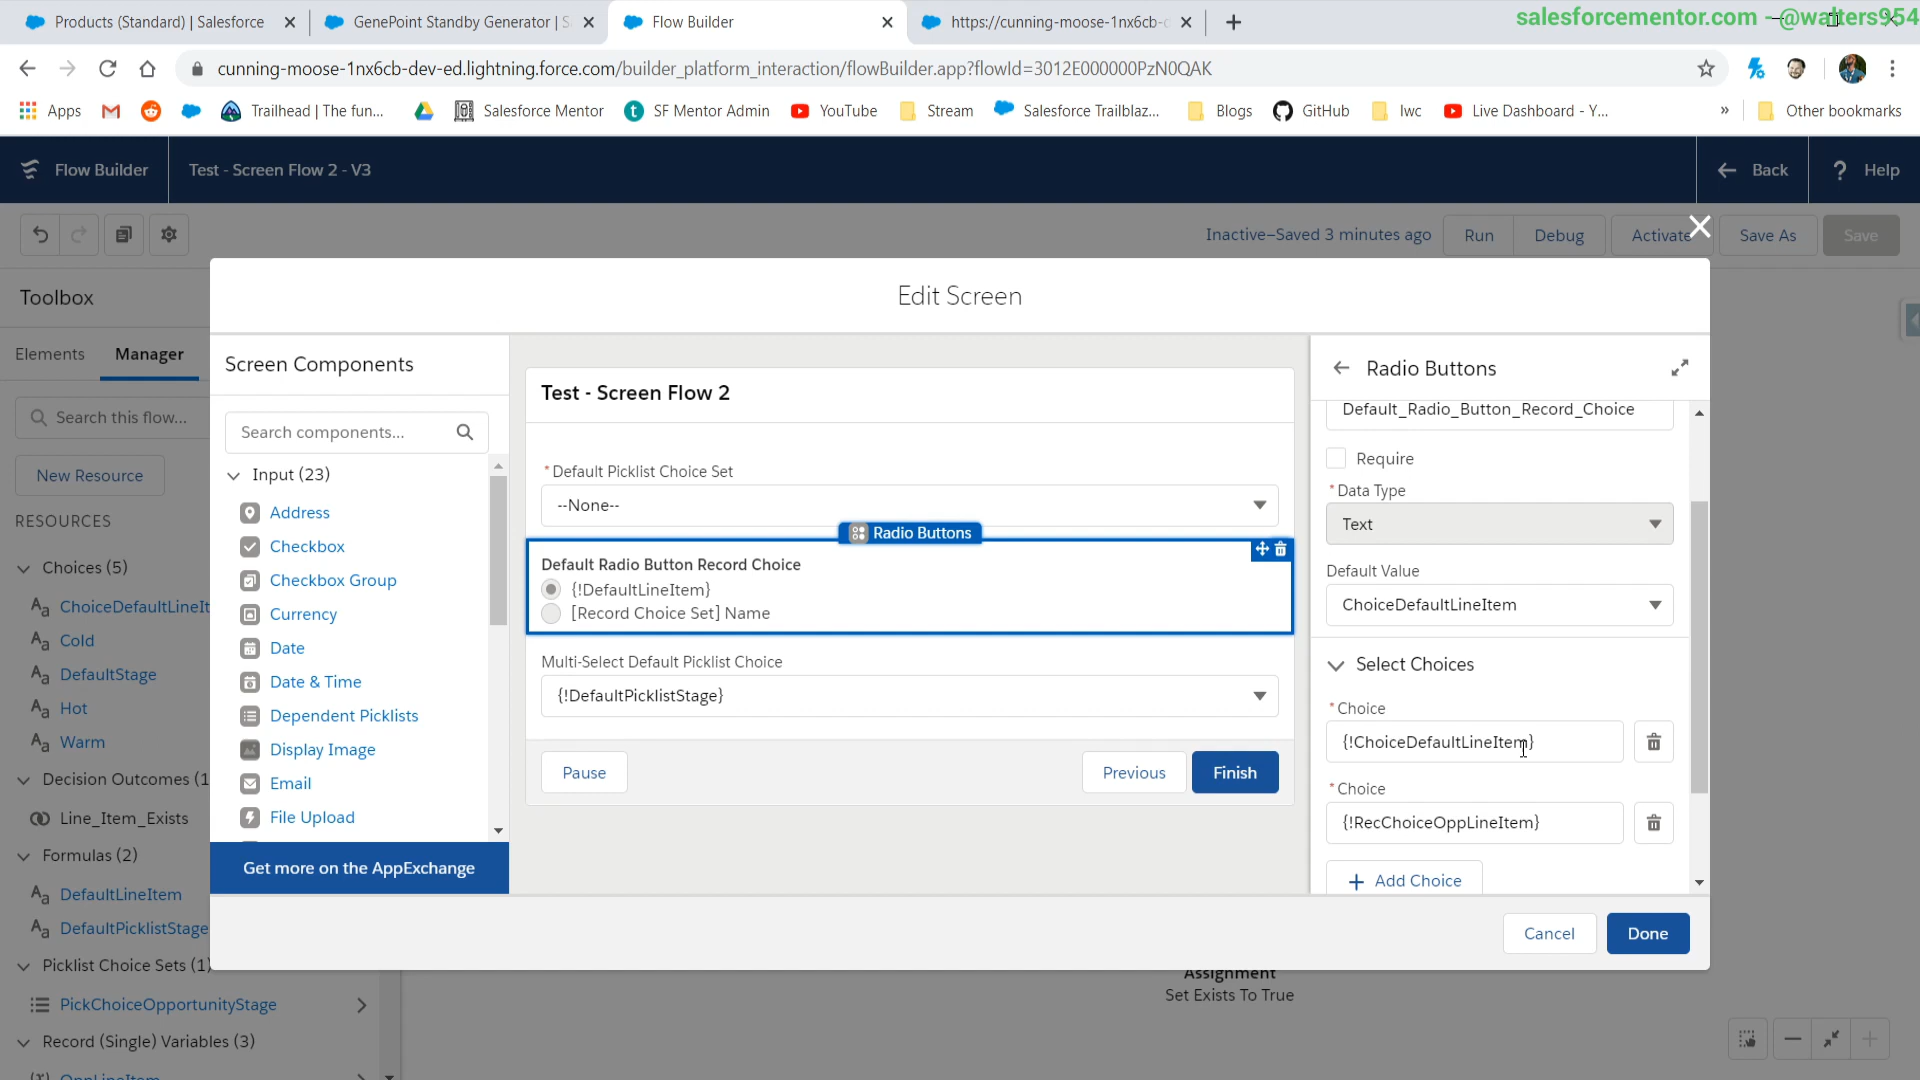 Products (Standard) | Salesforce
GenePoint Standby Generator | S
Flow Builder
https://cunning-moose-1nx6cb-d
salesforcementor.com - @walters954
cunning-moose-1nx6cb-dev-ed.lightning.force.com/builder_platform_interaction/flowBuilder.app?flowId=3012E000000PzN0QAK
Apps
Trailhead | The fun...
Salesforce Mentor
SF Mentor Admin
YouTube
Stream
Salesforce Trailblaz...
Blogs
GitHub
lwc
Live Dashboard - Y...
»
Other bookmarks
Flow Builder
Test - Screen Flow 2 - V3
Back
? Help
Inactive–Saved 3 minutes ago
Run
Debug
Activate
Save As
Save
Toolbox
Elements
Manager
Search this flow...
New Resource
RESOURCES
Choices (5)
ChoiceDefaultLineIt
Cold
DefaultStage
Hot
Warm
Decision Outcomes (1
Line_Item_Exists
Formulas (2)
DefaultLineItem
DefaultPicklistStage
Picklist Choice Sets (1)
PickChoiceOpportunityStage
Record (Single) Variables (3)
OppLineItem
Edit Screen
Screen Components
Search components...
Input (23)
Address
Checkbox
Checkbox Group
Currency
Date
Date & Time
Dependent Picklists
Display Image
Email
File Upload
Get more on the AppExchange
Test - Screen Flow 2
* Default Picklist Choice Set
--None--
Radio Buttons
Default Radio Button Record Choice
{!DefaultLineItem}
[Record Choice Set] Name
Multi-Select Default Picklist Choice
{!DefaultPicklistStage}
Pause
Previous
Finish
Radio Buttons
Default_Radio_Button_Record_Choice
Require
* Data Type
Text
Default Value
ChoiceDefaultLineItem
Select Choices
* Choice
{!ChoiceDefaultLineItem}
* Choice
{!RecChoiceOppLineItem}
+ Add Choice
Cancel
Done
Assignment
Set Exists To True